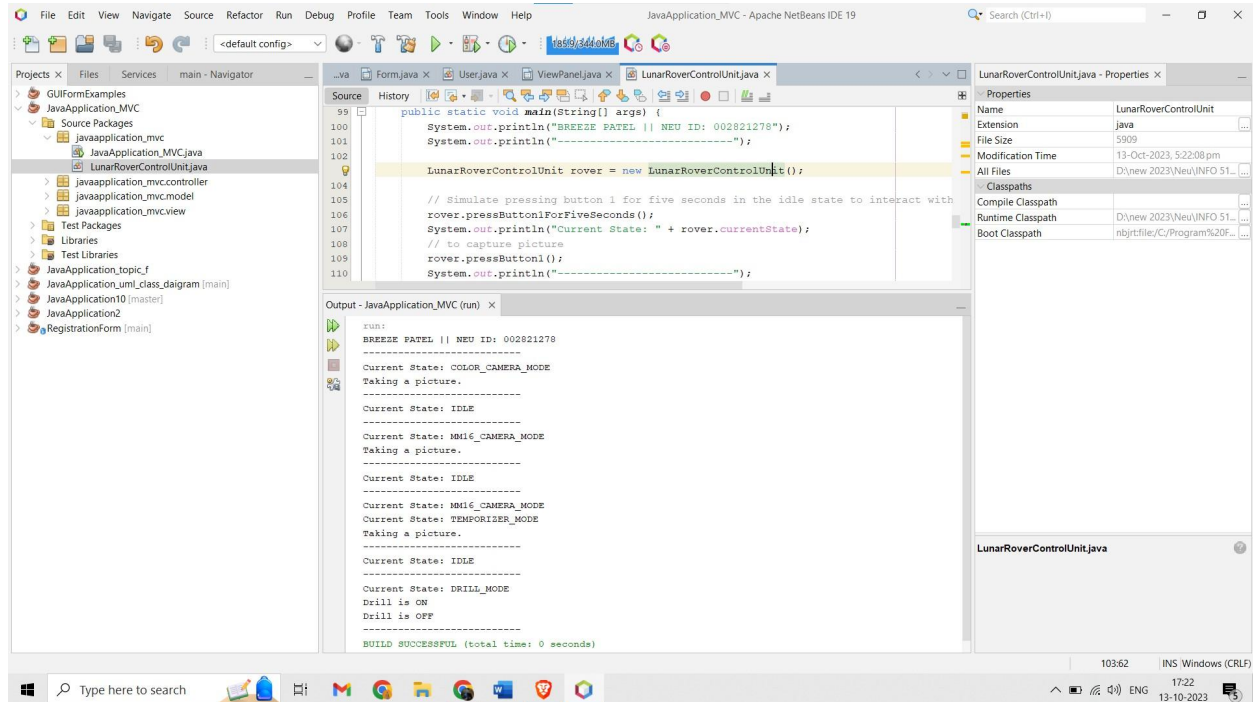 File Edit View Navigate Source Refactor Run Debug Profile Team Tools Window Help
JavaApplication_MVC - Apache NetBeans IDE 19
Search (Ctrl+I)
<default config>
185.9/344.0MB
Projects Files Services main - Navigator
GUIFormExamples
JavaApplication_MVC
Source Packages
javaapplication_mvc
JavaApplication_MVC.java
LunarRoverControlUnit.java
javaapplication_mvc.controller
javaapplication_mvc.model
javaapplication_mvc.view
Test Packages
Libraries
Test Libraries
JavaApplication_topic_f
JavaApplication_uml_class_daigram [main]
JavaApplication10 [master]
JavaApplication2
RegistrationForm [main]
...va Form.java User.java ViewPanel.java LunarRoverControlUnit.java
Source History
99 public static void main(String[] args) {
100 System.out.println("BREEZE PATEL || NEU ID: 002821278");
101 System.out.println("---------------------------");
102
LunarRoverControlUnit rover = new LunarRoverControlUnit();
104
105 // Simulate pressing button 1 for five seconds in the idle state to interact with
106 rover.pressButton1ForFiveSeconds();
107 System.out.println("Current State: " + rover.currentState);
108 // to capture picture
109 rover.pressButton1();
110 System.out.println("---------------------------");
Output - JavaApplication_MVC (run)
run:
BREEZE PATEL || NEU ID: 002821278
---------------------------
Current State: COLOR_CAMERA_MODE
Taking a picture.
---------------------------
Current State: IDLE
---------------------------
Current State: MM16_CAMERA_MODE
Taking a picture.
---------------------------
Current State: IDLE
---------------------------
Current State: MM16_CAMERA_MODE
Current State: TEMPORIZER_MODE
Taking a picture.
---------------------------
Current State: IDLE
---------------------------
Current State: DRILL_MODE
Drill is ON
Drill is OFF
---------------------------
BUILD SUCCESSFUL (total time: 0 seconds)
LunarRoverControlUnit.java - Properties
Properties
Name LunarRoverControlUnit
Extension java
File Size 5909
Modification Time 13-Oct-2023, 5:22:08 pm
All Files D:\new 2023\Neu\INFO 51...
Classpaths
Compile Classpath
Runtime Classpath D:\new 2023\Neu\INFO 51...
Boot Classpath nbjrt:file:/C:/Program%20F...
LunarRoverControlUnit.java
103:62 INS Windows (CRLF)
Type here to search
ENG
17:22
13-10-2023
5